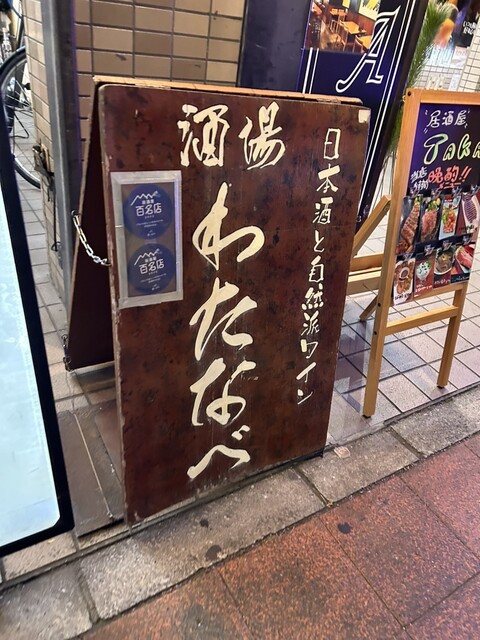 酒場
わたなべ
日本酒と自然派ワイン
百名店
百名店
A
居酒屋
晩酌!!